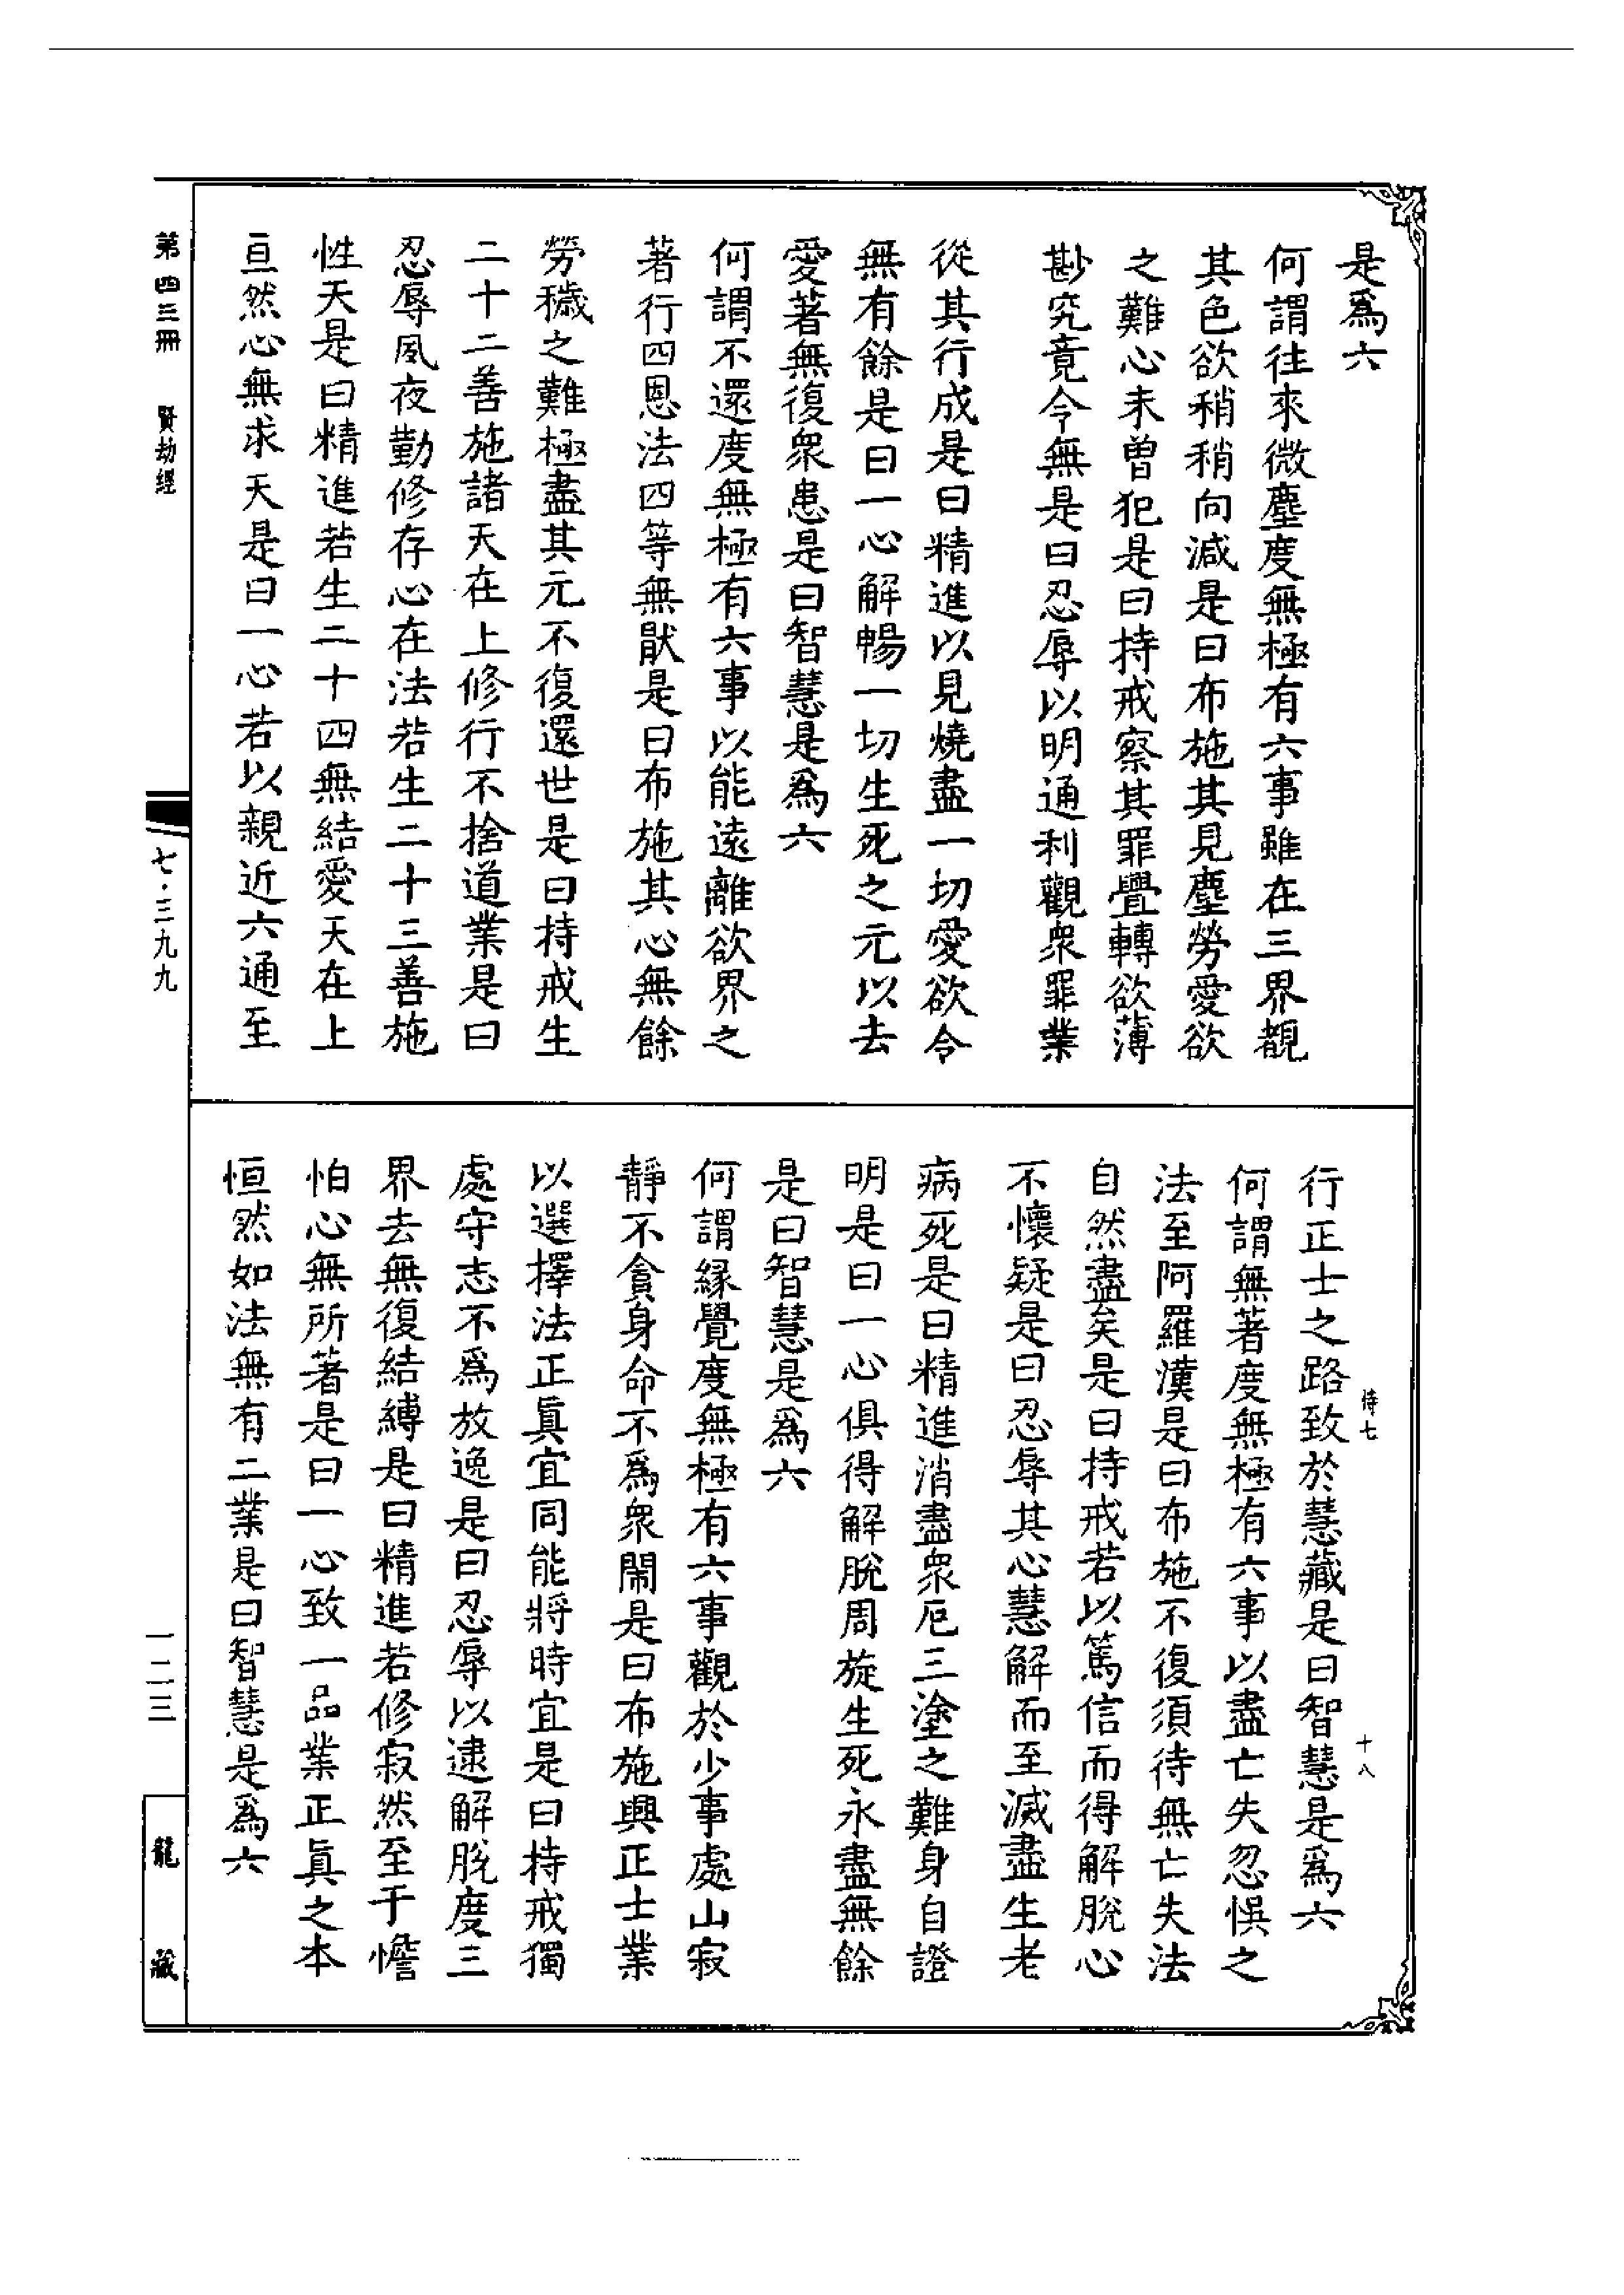 是爲六
何謂往來微塵度無極有六事雖在三界覩
其色欲稍稍向減是曰布施其見塵勞愛欲
之難心未曾犯是曰持戒察其罪疊轉欲薄
尠究竟令無是曰忍辱以明通利觀衆罪業
從其行成是曰精進以見燒盡一切愛欲令
無有餘是曰一心解暢一切生死之元以去
愛著無復衆患是曰智慧是爲六
何謂不還度無極有六事以能遠離欲界之
著行四恩法四等無猒是曰布施其心無餘
勞穢之難極盡其元不復還世是曰持戒生
二十二善施諸天在上修行不捨道業是曰
忍辱夙夜勤修存心在法若生二十三善施
性天是曰精進若生二十四無結愛天在上
亘然心無求天是曰一心若以親近六通至
行正士之路致於慧藏是曰智慧是爲六
何謂無著度無極有六事以盡亡失忽悞之
法至阿羅漢是曰布施不復須待無亡失法
自然盡矣是曰持戒若以篤信而得解脫心
不懷疑是曰忍辱其心慧解而至滅盡生老
病死是曰精進消盡衆厄三塗之難身自證
明是曰一心俱得解脫周旋生死永盡無餘
是曰智慧是爲六
何謂緣覺度無極有六事觀於少事處山寂
靜不貪身命不爲衆閙是曰布施興正士業
以選擇法正眞宜同能將時宜是曰持戒獨
處守志不爲放逸是曰忍辱以逮解脫度三
界去無復結縛是曰精進若修寂然至于憺
怕心無所著是曰一心致一品業正眞之本
恒然如法無有二業是曰智慧是爲六
恃七
十八
第四三冊 賢劫經
七·三九九
一二三
龍藏